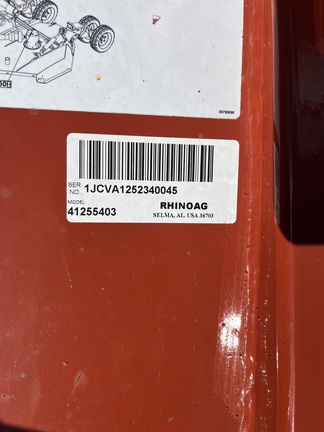 SER.
NO. 1JCVA1252340045
MODEL
41255403
RHINOAG
SELMA, AL. USA 36703